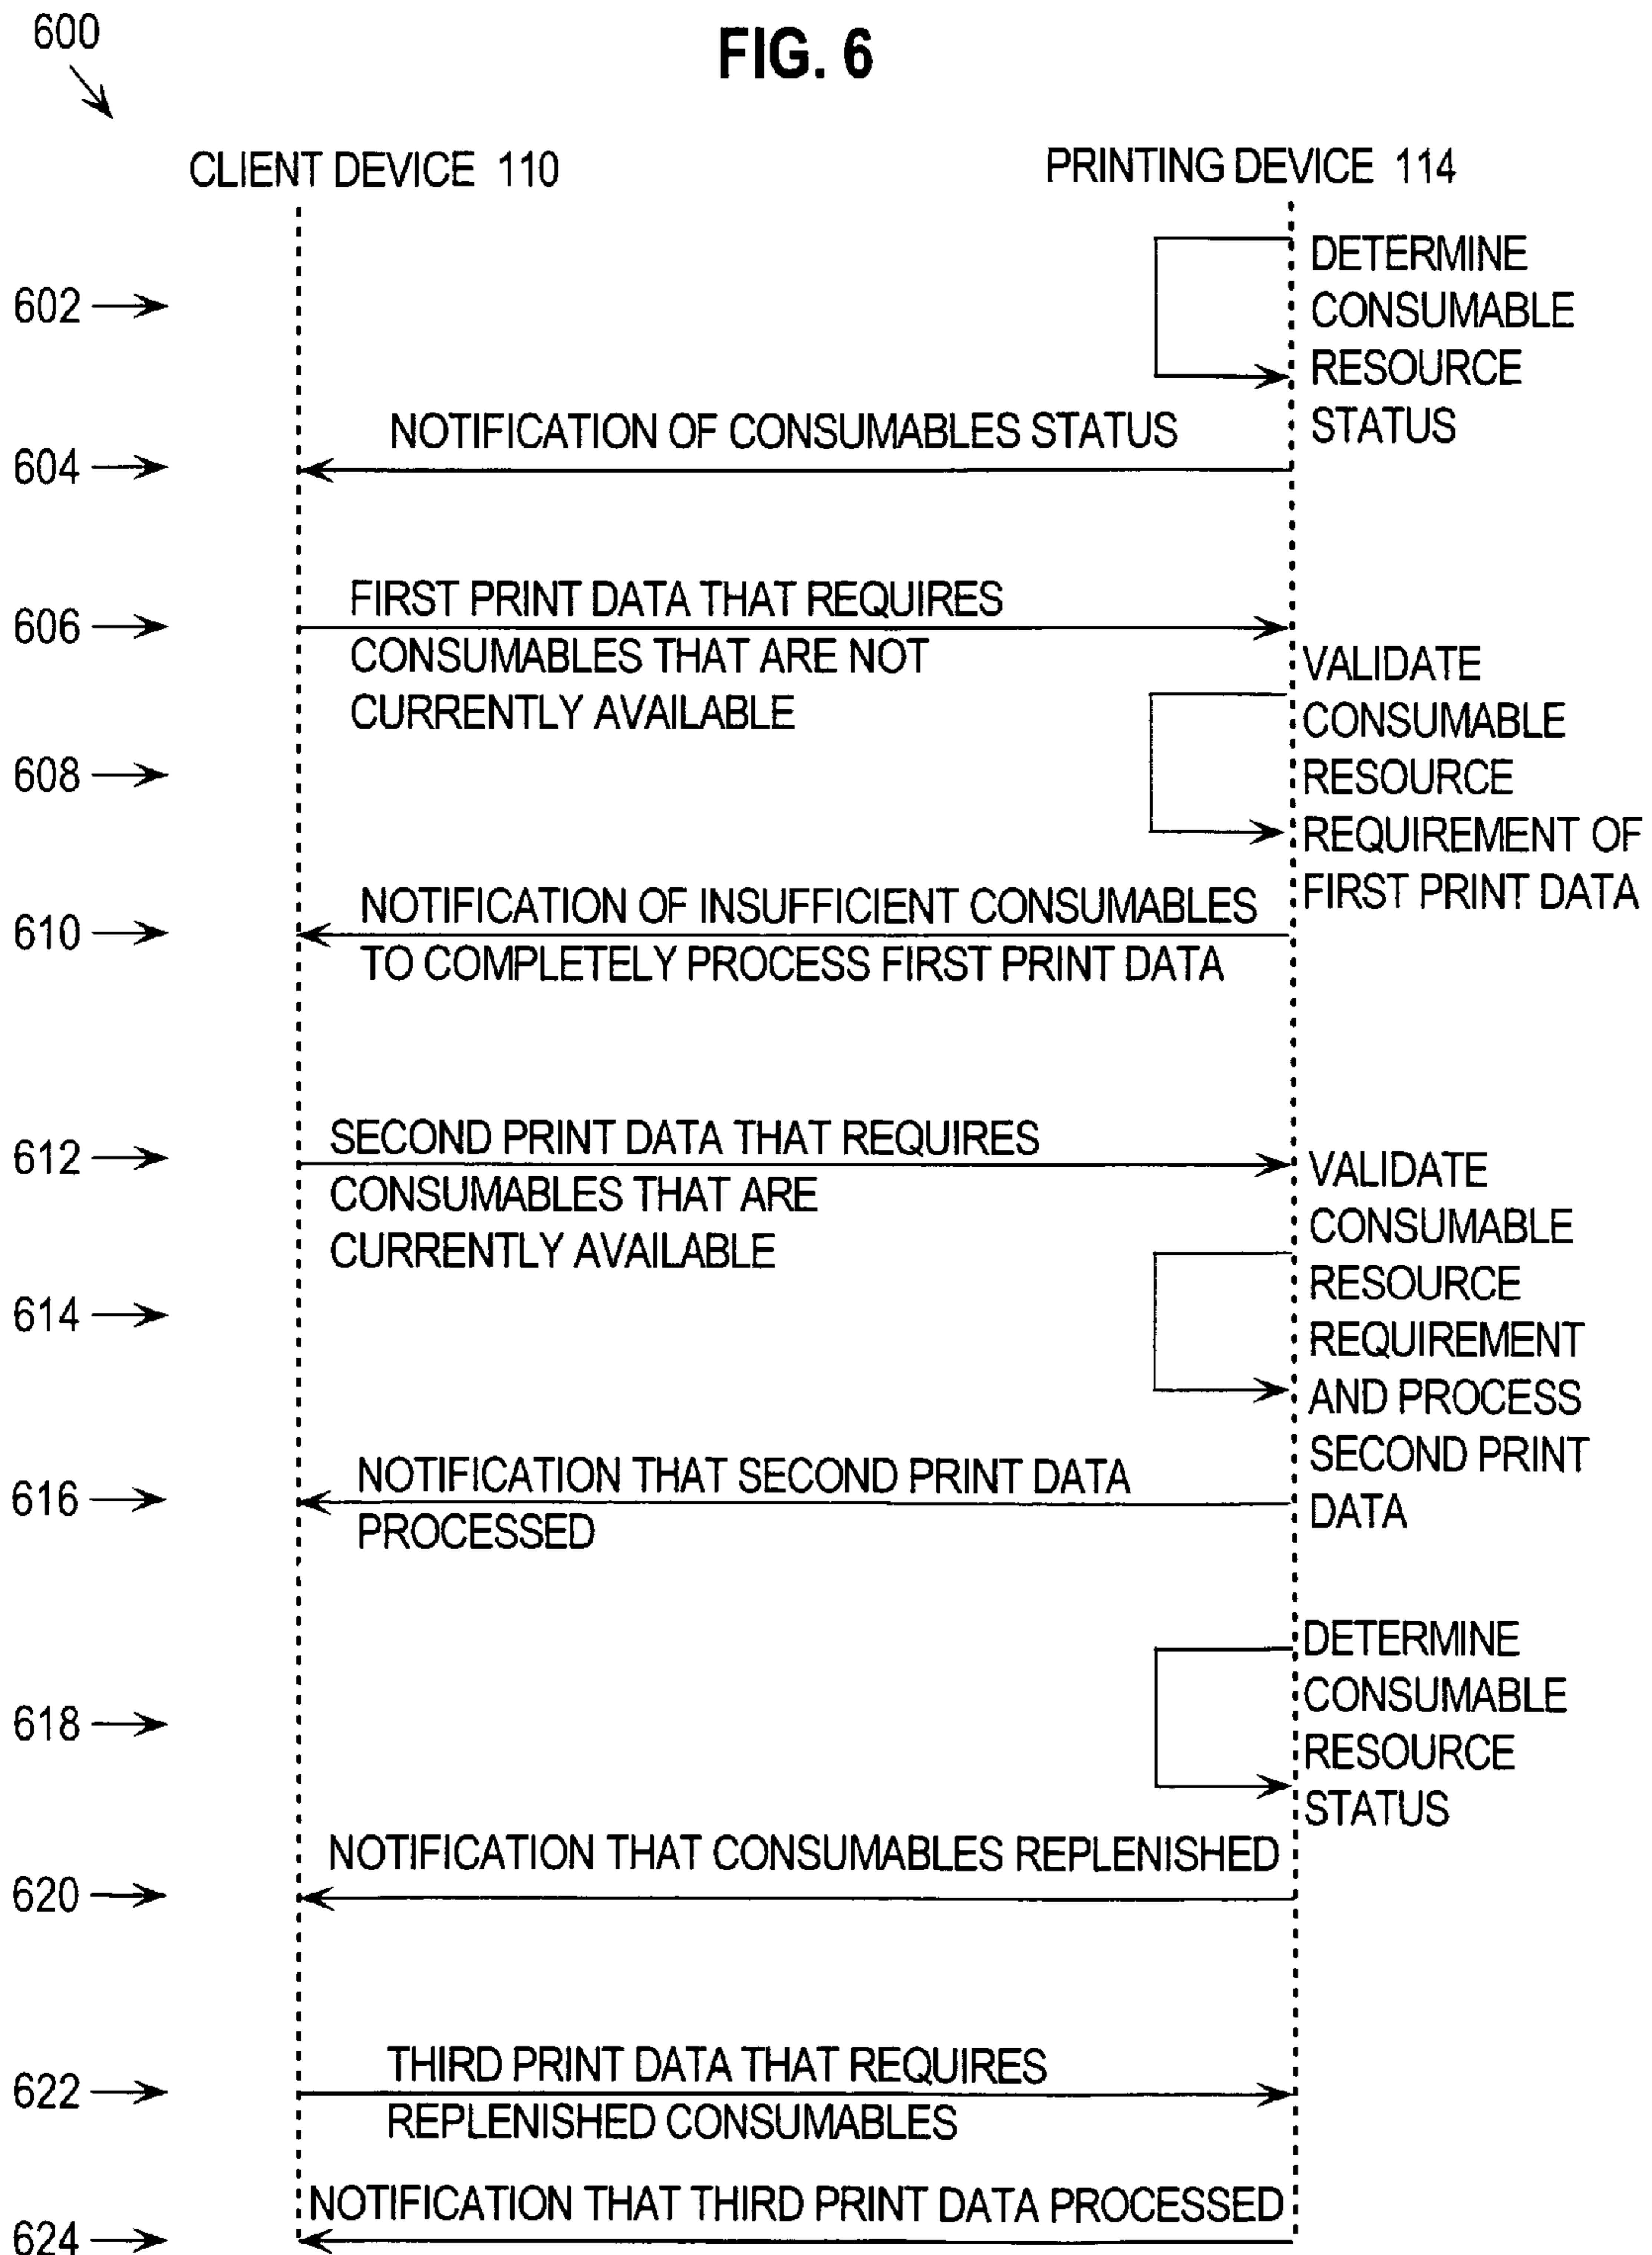 600
FIG. 6
CLIENT DEVICE 110
PRINTING DEVICE 114
602
DETERMINE
CONSUMABLE
RESOURCE
STATUS
NOTIFICATION OF CONSUMABLES STATUS
604
606
FIRST PRINT DATA THAT REQUIRES
CONSUMABLES THAT ARE NOT
CURRENTLY AVAILABLE
608
VALIDATE
CONSUMABLE
RESOURCE
REQUIREMENT OF
FIRST PRINT DATA
610
NOTIFICATION OF INSUFFICIENT CONSUMABLES
TO COMPLETELY PROCESS FIRST PRINT DATA
612
SECOND PRINT DATA THAT REQUIRES
CONSUMABLES THAT ARE
CURRENTLY AVAILABLE
614
VALIDATE
CONSUMABLE
RESOURCE
REQUIREMENT
AND PROCESS
SECOND PRINT
DATA
616
NOTIFICATION THAT SECOND PRINT DATA
PROCESSED
618
DETERMINE
CONSUMABLE
RESOURCE
STATUS
NOTIFICATION THAT CONSUMABLES REPLENISHED
620
622
THIRD PRINT DATA THAT REQUIRES
REPLENISHED CONSUMABLES
NOTIFICATION THAT THIRD PRINT DATA PROCESSED
624